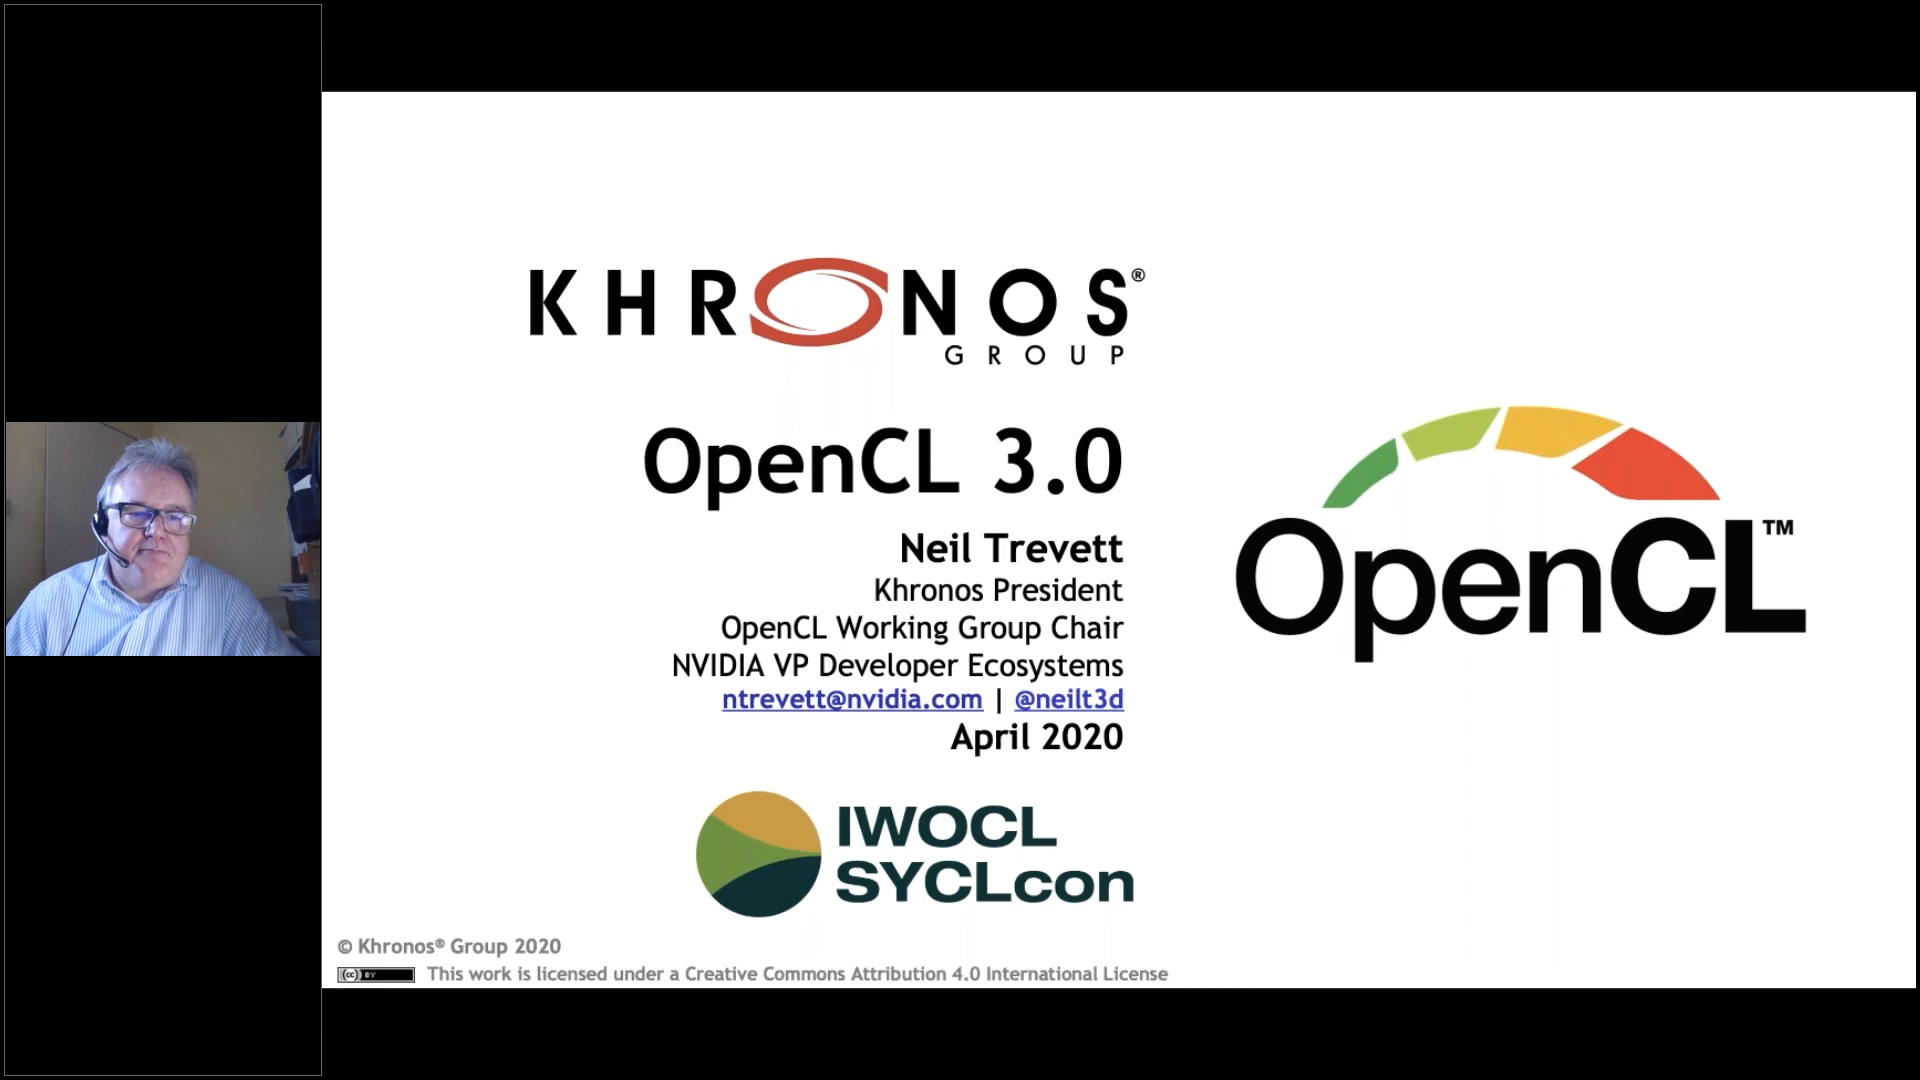 KHRONOS®
GROUP
OpenCL 3.0
Neil Trevett
Khronos President
OpenCL Working Group Chair
NVIDIA VP Developer Ecosystems
ntrevett@nvidia.com | @neilt3d
April 2020
OpenCL™
IWOCL
SYCLcon
© Khronos® Group 2020
(cc) BY This work is licensed under a Creative Commons Attribution 4.0 International License